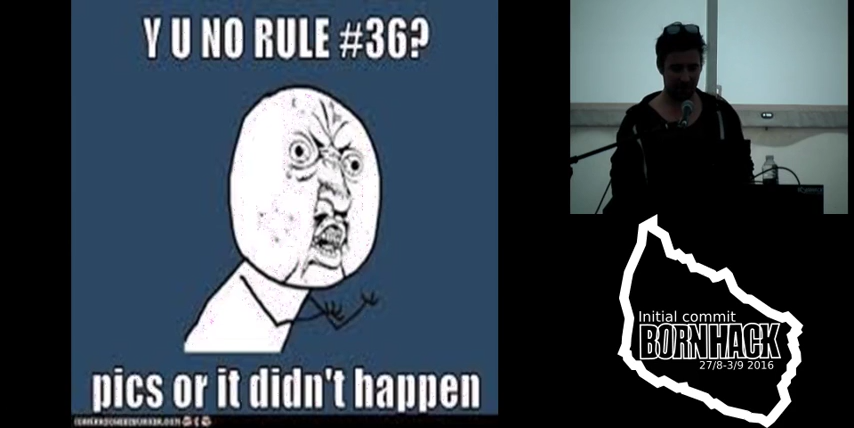 Y U NO RULE #36?
pics or it didn't happen
Initial commit
BORNHACK
27/8-3/9 2016